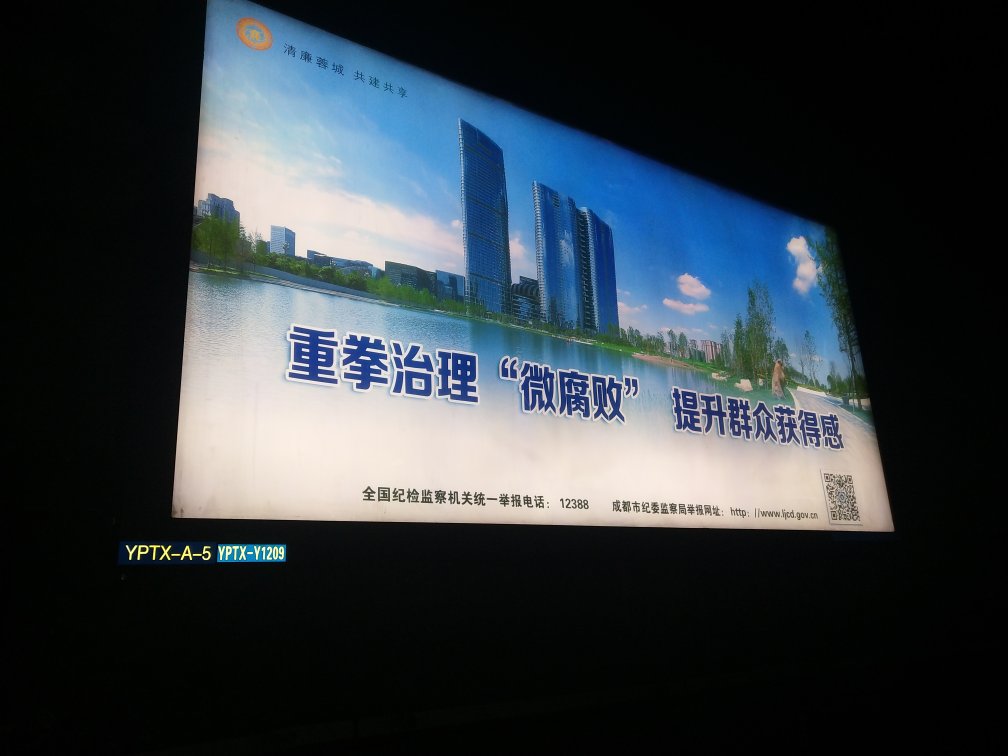 清廉蓉城 共建共享
重拳治理“微腐败” 提升群众获得感
全国纪检监察机关统一举报电话：12388 成都市纪委监察局举报网址：http：//www.ljcd.gov.cn
YPTX-A-5 YPTX-Y1209